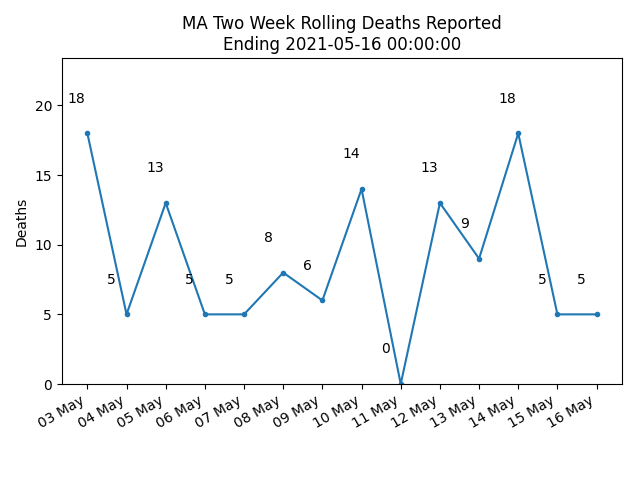 MA Two Week Rolling Deaths Reported
Ending 2021-05-16 00:00:00
Deaths
20
15
10
5
0
18
5
13
5
5
8
6
14
0
13
9
18
5
5
03 May
04 May
05 May
06 May
07 May
08 May
09 May
10 May
11 May
12 May
13 May
14 May
15 May
16 May